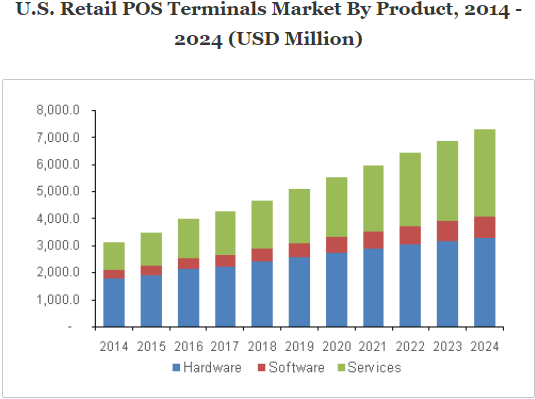 U.S. Retail POS Terminals Market By Product, 2014 -
2024 (USD Million)
8,000.0
7,000.0
6,000.0
5,000.0
4,000.0
3,000.0
2,000.0
1,000.0
-
2014 2015 2016 2017 2018 2019 2020 2021 2022 2023 2024
Hardware Software Services